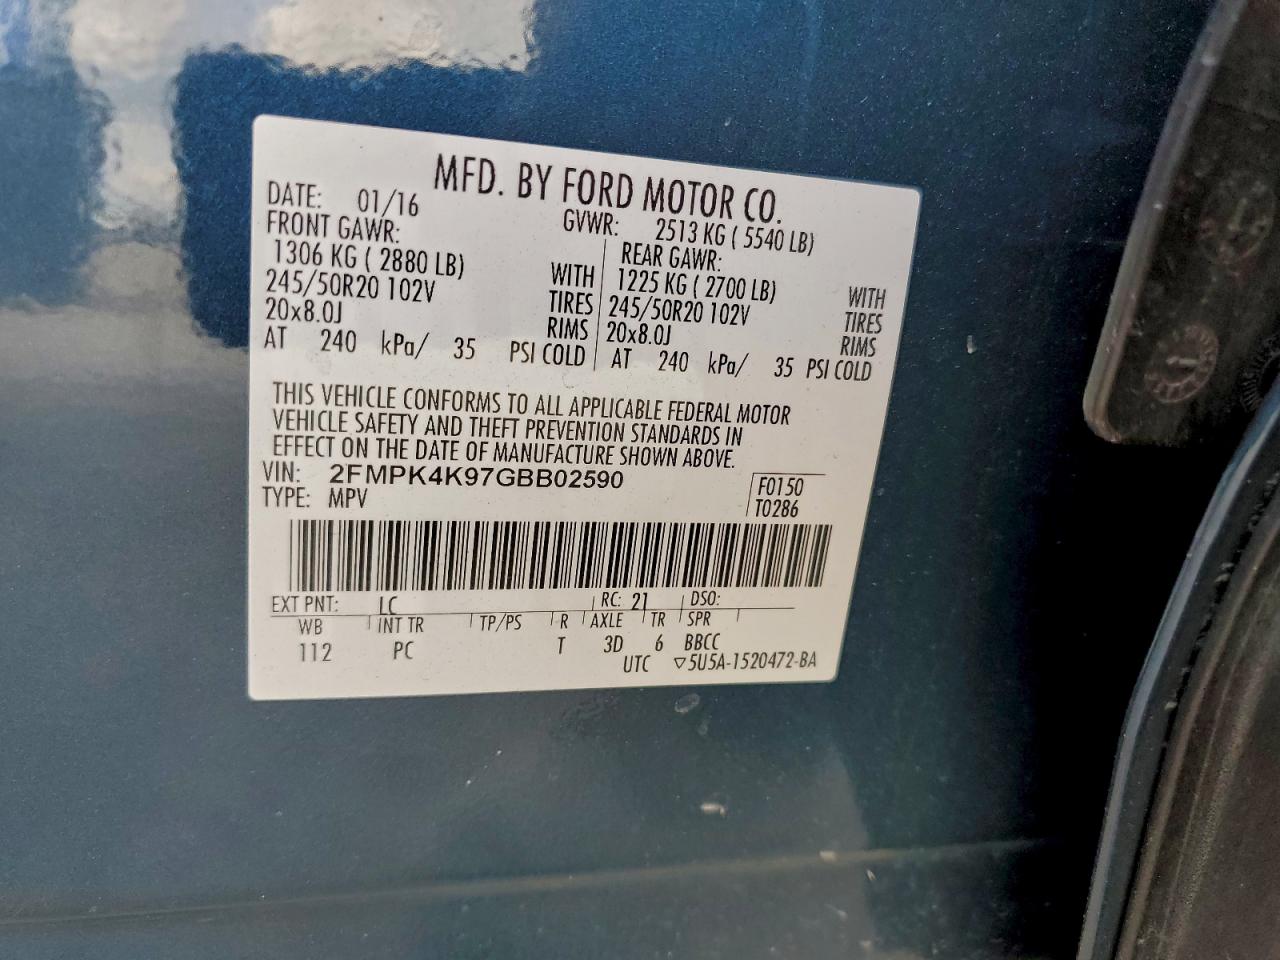 MFD. BY FORD MOTOR CO.
DATE: 01/16 GVWR: 2513 KG ( 5540 LB)
FRONT GAWR: REAR GAWR:
1306 KG ( 2880 LB) WITH 1225 KG ( 2700 LB) WITH
245/50R20 102V TIRES 245/50R20 102V TIRES
20x8.0J RIMS 20x8.0J RIMS
AT 240 kPa/ 35 PSI COLD AT 240 kPa/ 35 PSI COLD
THIS VEHICLE CONFORMS TO ALL APPLICABLE FEDERAL MOTOR
VEHICLE SAFETY AND THEFT PREVENTION STANDARDS IN
EFFECT ON THE DATE OF MANUFACTURE SHOWN ABOVE.
VIN: 2FMPK4K97GBB02590 F0150
TYPE: MPV T0286
EXT PNT: LC RC: 21 DSO:
WB INT TR TP/PS R AXLE TR SPR
112 PC T 3D 6 BBCC
UTC ▽5U5A-1520472-BA